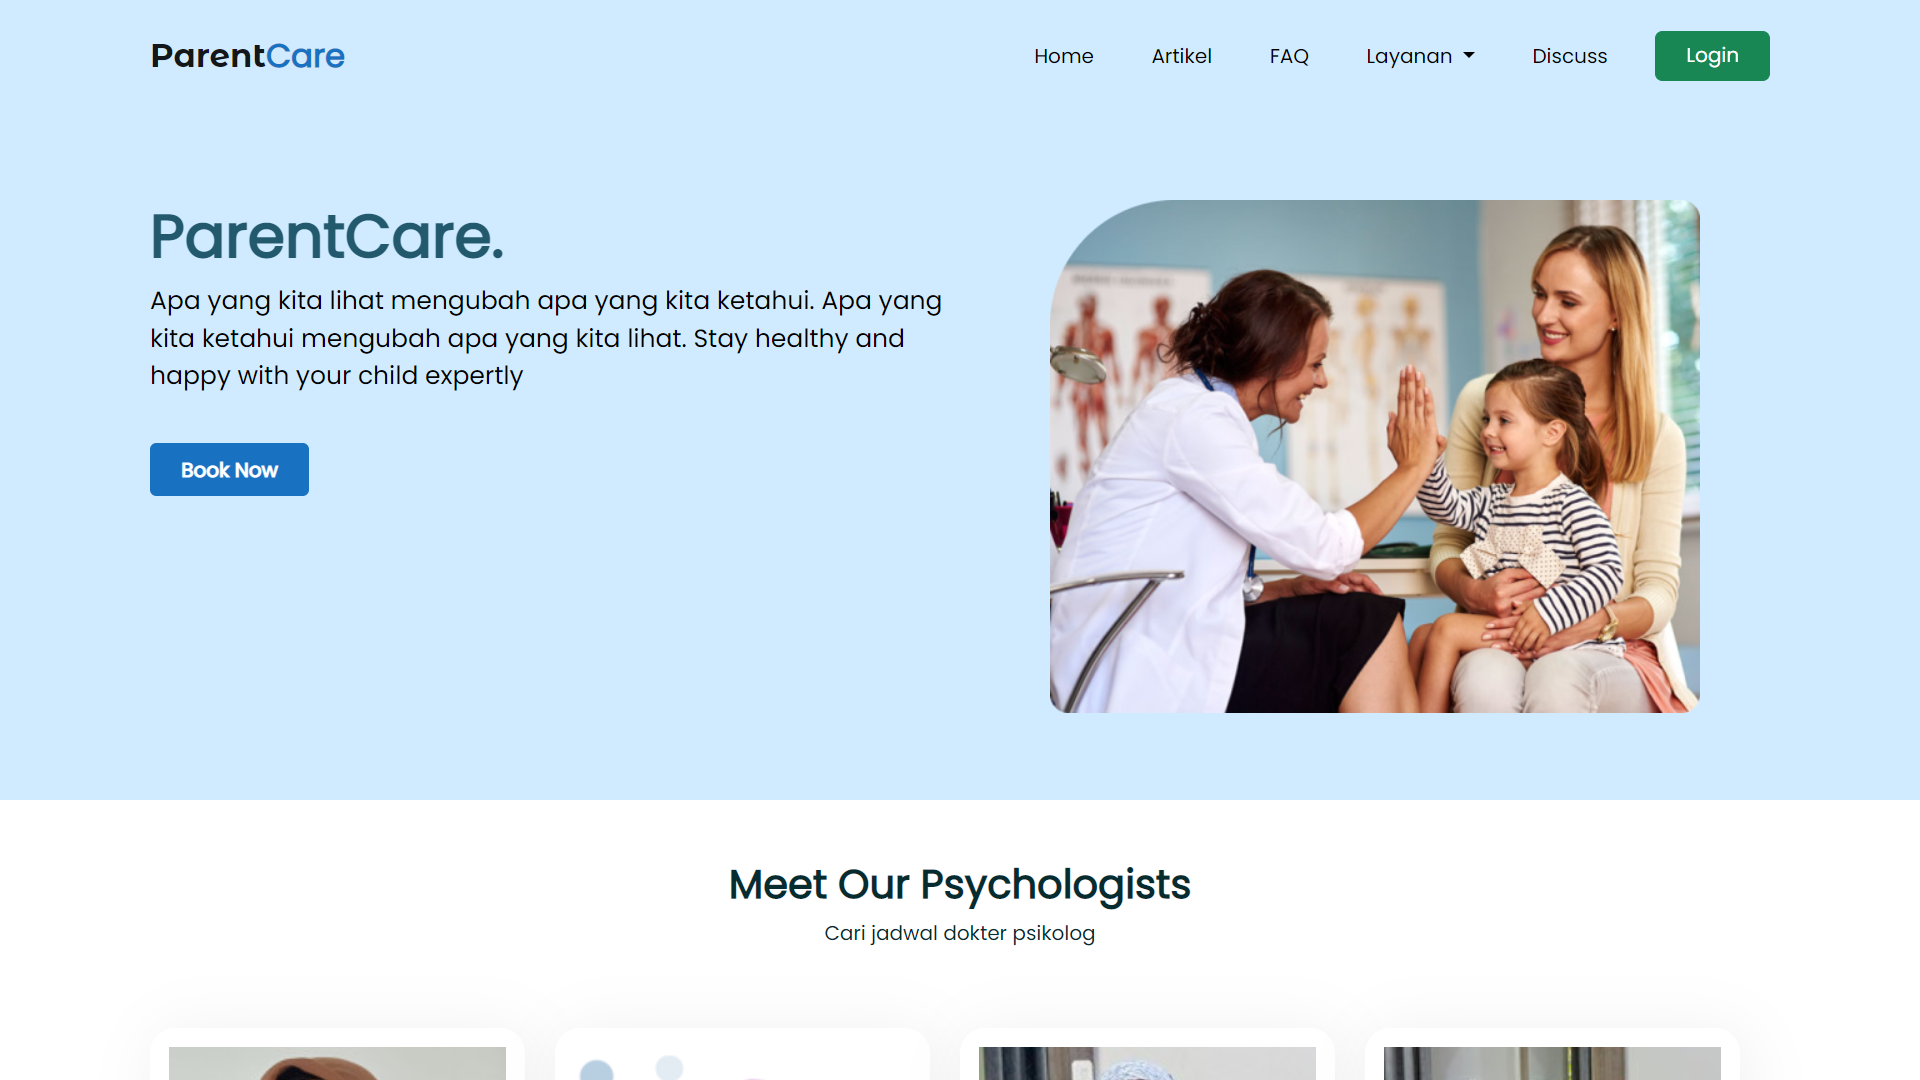 ParentCare
Home
Artikel
FAQ
Layanan
Discuss
Login
ParentCare.
Apa yang kita lihat mengubah apa yang kita ketahui. Apa yang
kita ketahui mengubah apa yang kita lihat. Stay healthy and
happy with your child expertly
Book Now
Meet Our Psychologists
Cari jadwal dokter psikolog